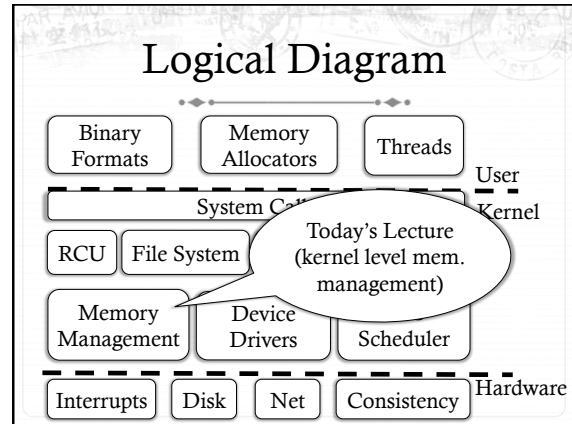 Logical Diagram
Binary
Formats
Memory
Allocators
Threads
User
System Ca
Kernel
RCU
File System
Today's Lecture
(kernel level mem.
management)
Memory
Management
Device
Drivers
Scheduler
Hardware
Interrupts
Disk
Net
Consistency